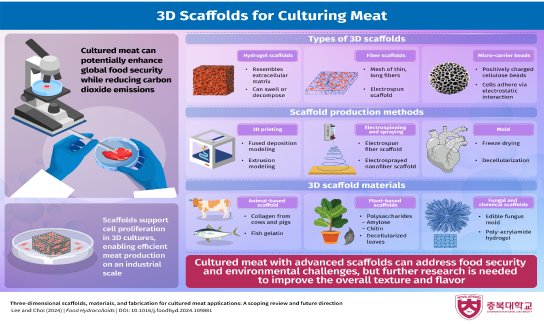 3D Scaffolds for Culturing Meat
Cultured meat can
potentially enhance
global food security
while reducing carbon
dioxide emissions
Scaffolds support
cell proliferation
in 3D cultures,
enabling efficient
meat production
on an industrial
scale
Types of 3D scaffolds
Hydrogel scaffolds
• Resembles
extracellular
matrix
• Can swell or
decompose
Fiber scaffolds
• Mesh of thin,
long fibers
• Electrospun
scaffold
Micro-carrier beads
• Positively charged
cellulose beads
• Cells adhere via
electrostatic
interaction
Scaffold production methods
3D printing
• Fused deposition
modeling
• Extrusion
modeling
Electrospinning
and spraying
• Electrospun
fiber scaffold
• Electrosprayed
nanofiber scaffold
Mold
• Freeze drying
• Decellularization
3D scaffold materials
Animal-based
scaffold
• Collagen from
cows and pigs
• Fish gelatin
Plant-based
scaffolds
• Polysaccharides
- Amylose
- Chitin
• Decellularized
leaves
Fungal and
chemical scaffolds
• Edible fungus
mold
• Poly-acrylamide
hydrogel
Cultured meat with advanced scaffolds can address food security
and environmental challenges, but further research is needed
to improve the overall texture and flavor
Three-dimensional scaffolds, materials, and fabrication for cultured meat applications: A scoping review and future direction
Lee and Choi (2024) | Food Hydrocolloids | DOI: 10.1016/j.foodhyd.2024.109881
충북대학교